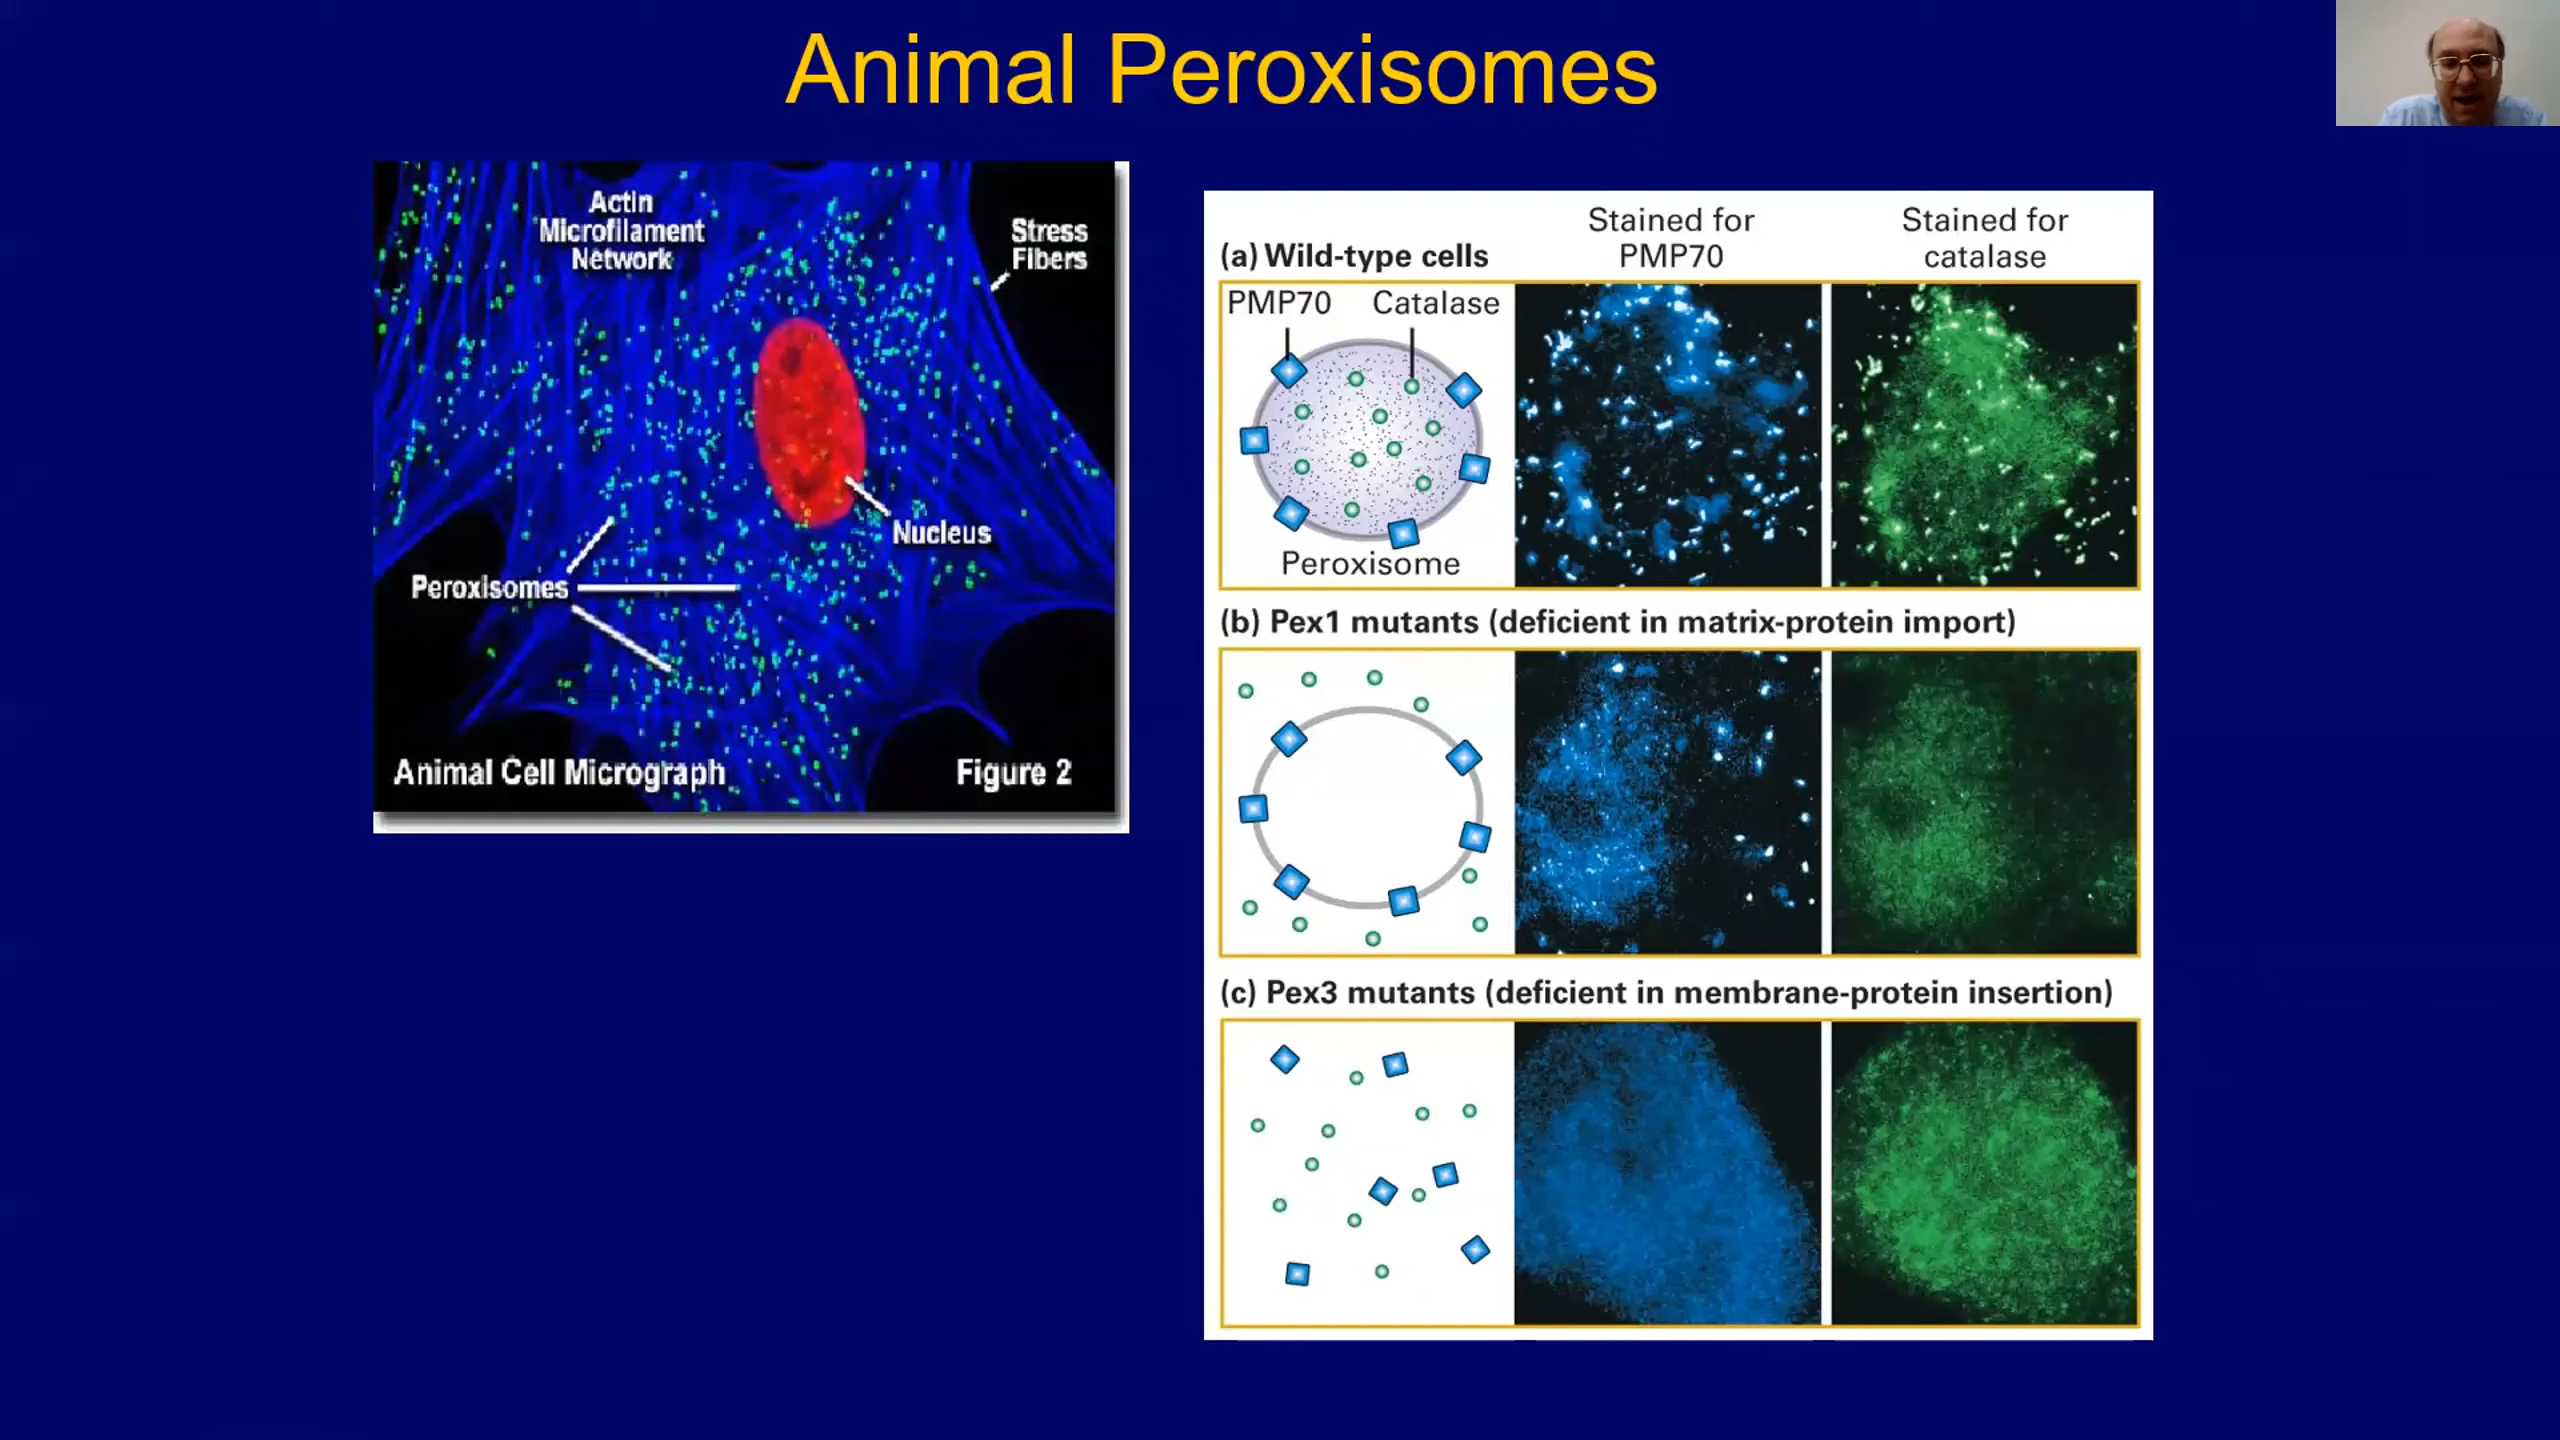 Animal Peroxisomes
Actin
Microfilament
Network
Stress
Fibers
Nucleus
Peroxisomes
Animal Cell Micrograph
Figure 2
Stained for
PMP70
Stained for
catalase
(a) Wild-type cells
PMP70
Catalase
Peroxisome
(b) Pex1 mutants (deficient in matrix-protein import)
(c) Pex3 mutants (deficient in membrane-protein insertion)